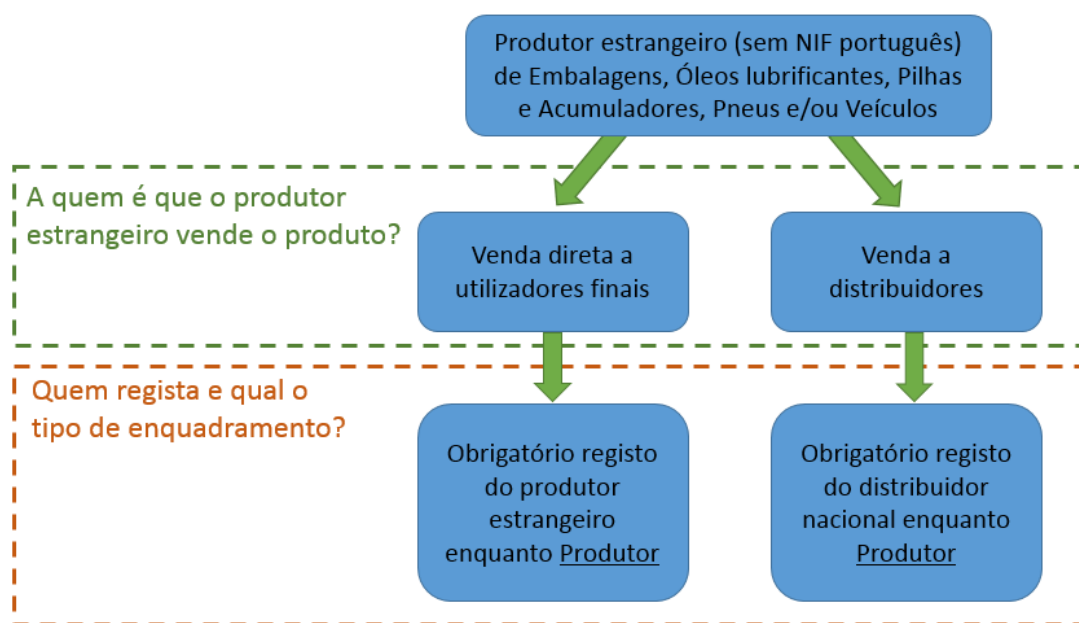 Produtor estrangeiro (sem NIF português)
de Embalagens, Óleos lubrificantes, Pilhas
e Acumuladores, Pneus e/ou Veículos
A quem é que o produtor
estrangeiro vende o produto?
Venda direta a
utilizadores finais
Venda a
distribuidores
Quem regista e qual o
tipo de enquadramento?
Obrigatório registo
do produtor
estrangeiro
enquanto Produtor
Obrigatório registo
do distribuidor
nacional enquanto
Produtor